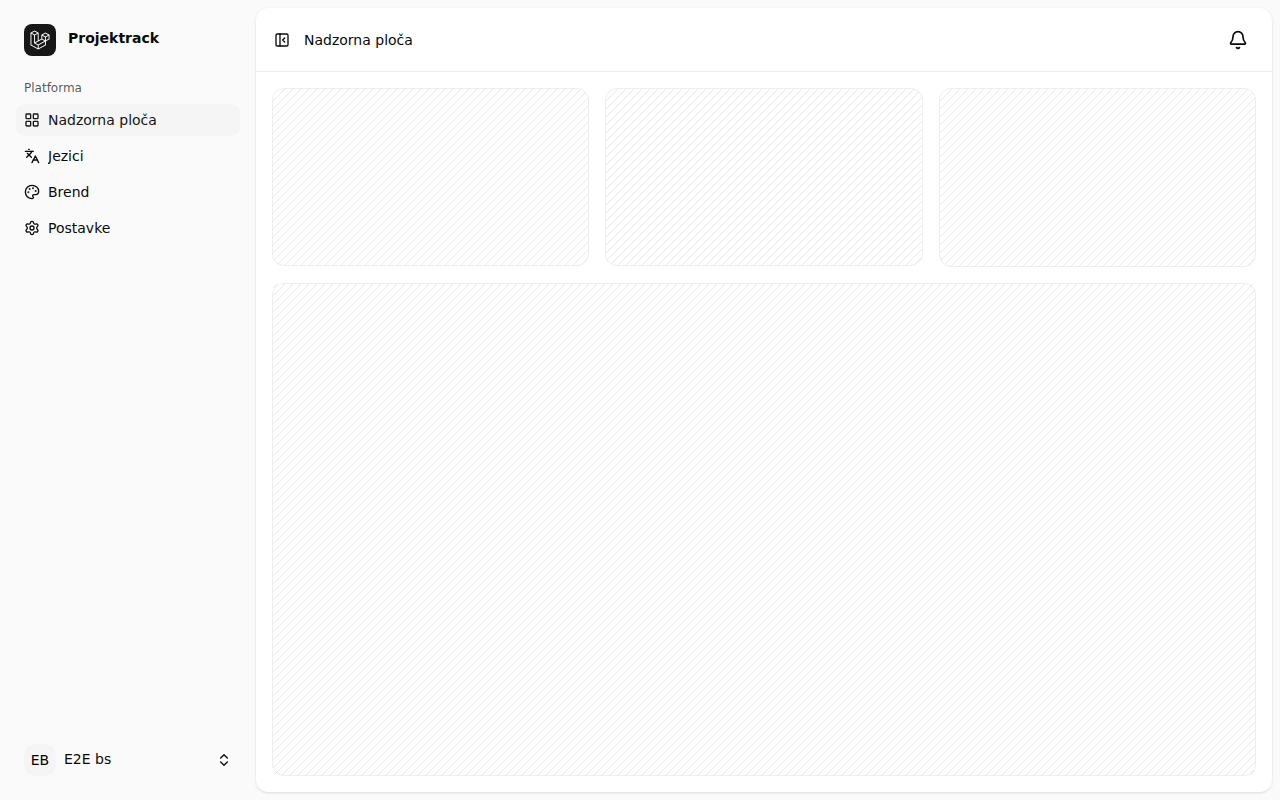 Projektrack
Platforma
Nadzorna ploča
Jezici
Brend
Postavke
EB
E2E bs
Nadzorna ploča